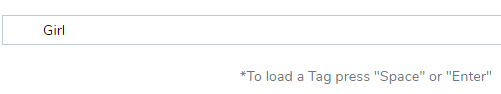 Girl
*To load a Tag press "Space" or "Enter"